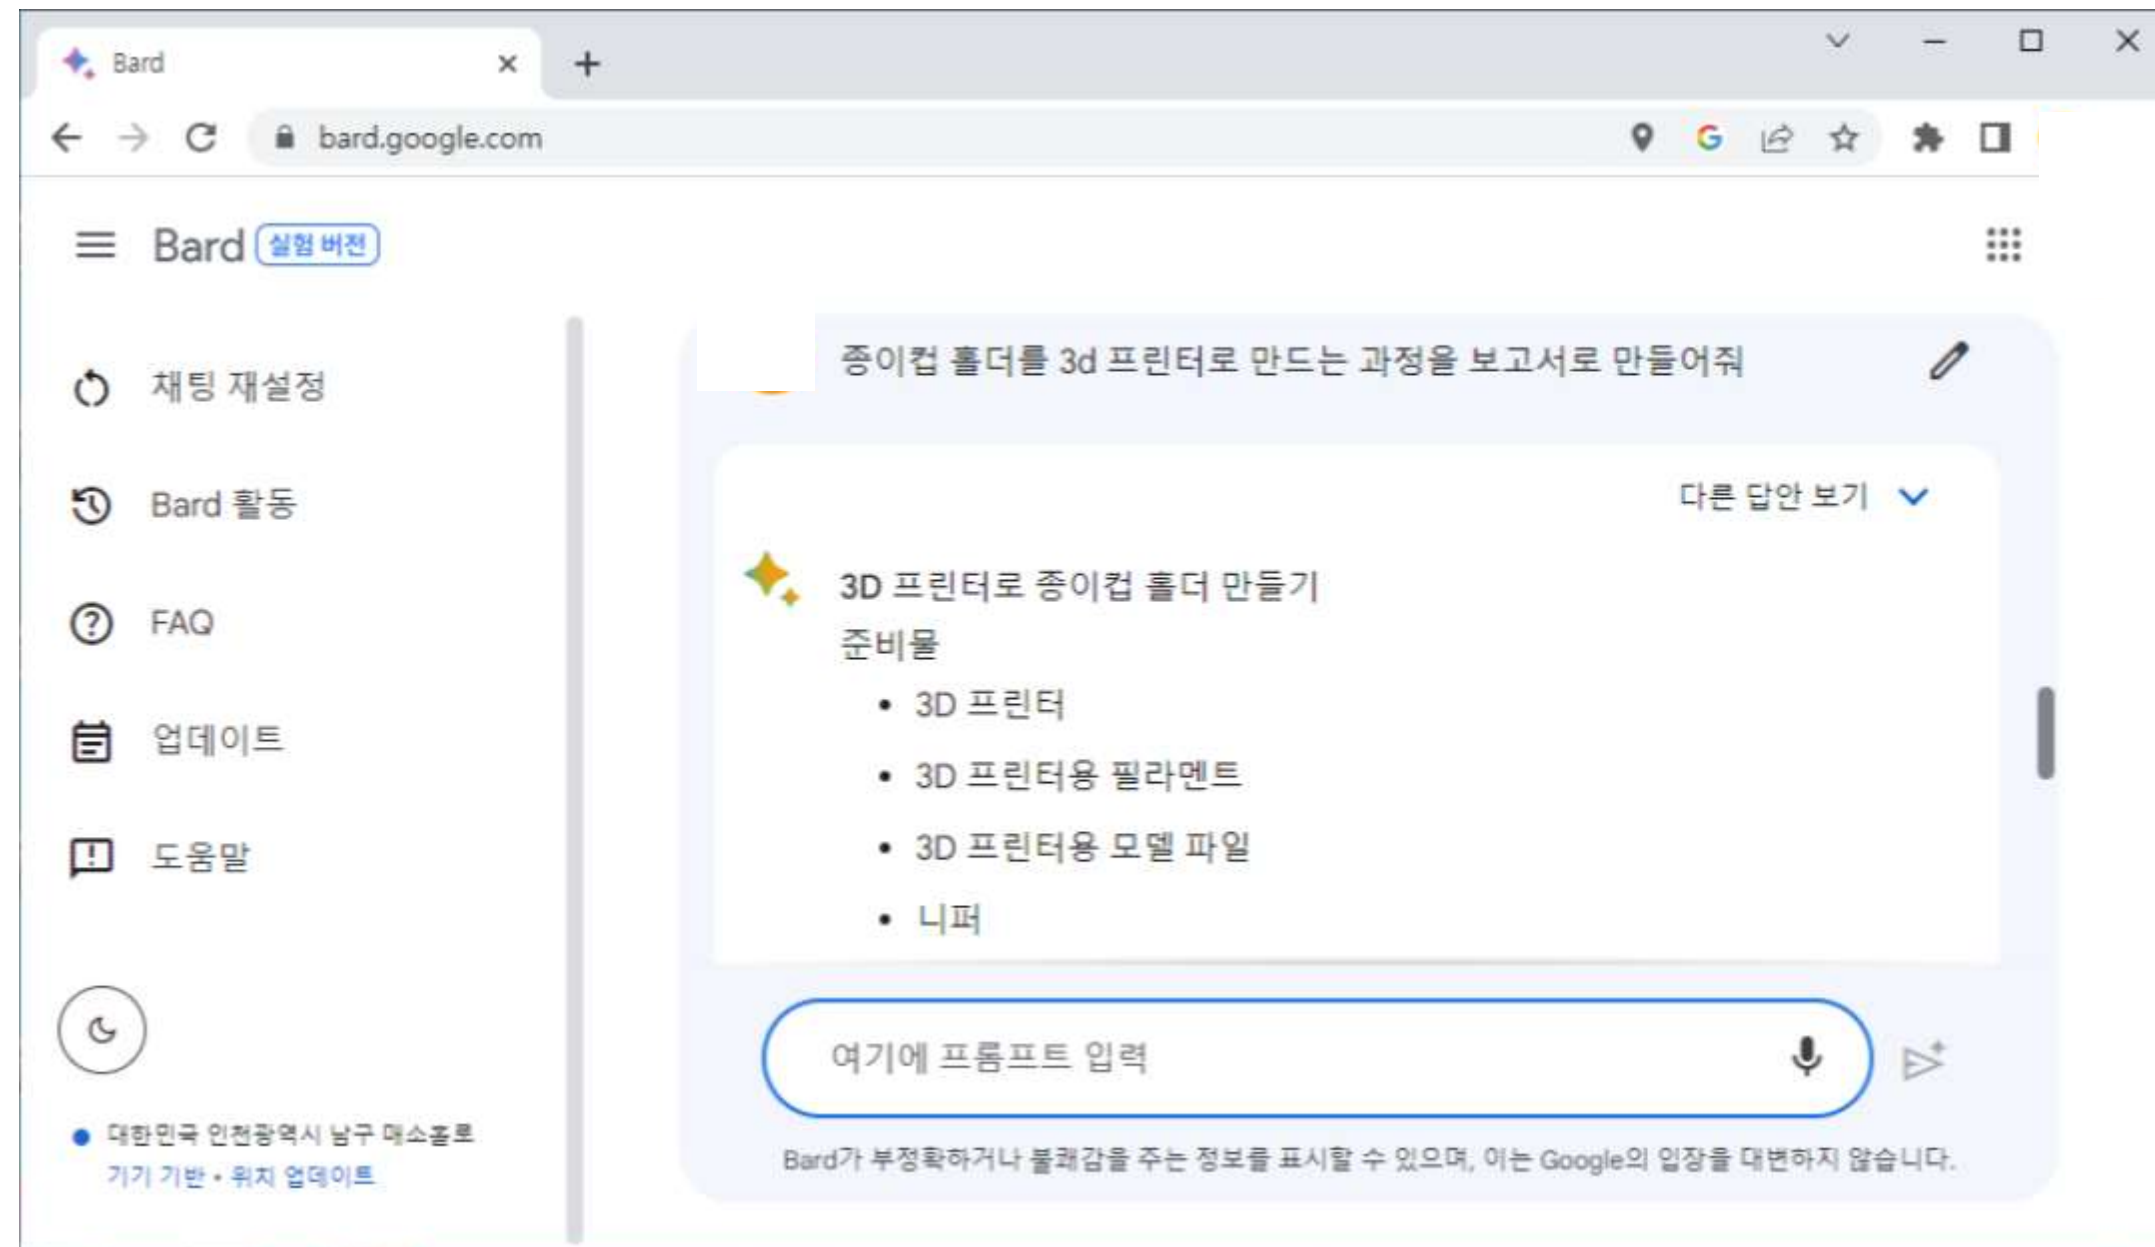 Bard
bard.google.com
Bard 실험 버전
채팅 재설정
Bard 활동
FAQ
업데이트
도움말
대한민국 인천광역시 남구 매소홀로
기기 기반 • 위치 업데이트
종이컵 홀더를 3d 프린터로 만드는 과정을 보고서로 만들어줘
다른 답안 보기
3D 프린터로 종이컵 홀더 만들기
준비물
• 3D 프린터
• 3D 프린터용 필라멘트
• 3D 프린터용 모델 파일
• 니퍼
여기에 프롬프트 입력
Bard가 부정확하거나 불쾌감을 주는 정보를 표시할 수 있으며, 이는 Google의 입장을 대변하지 않습니다.